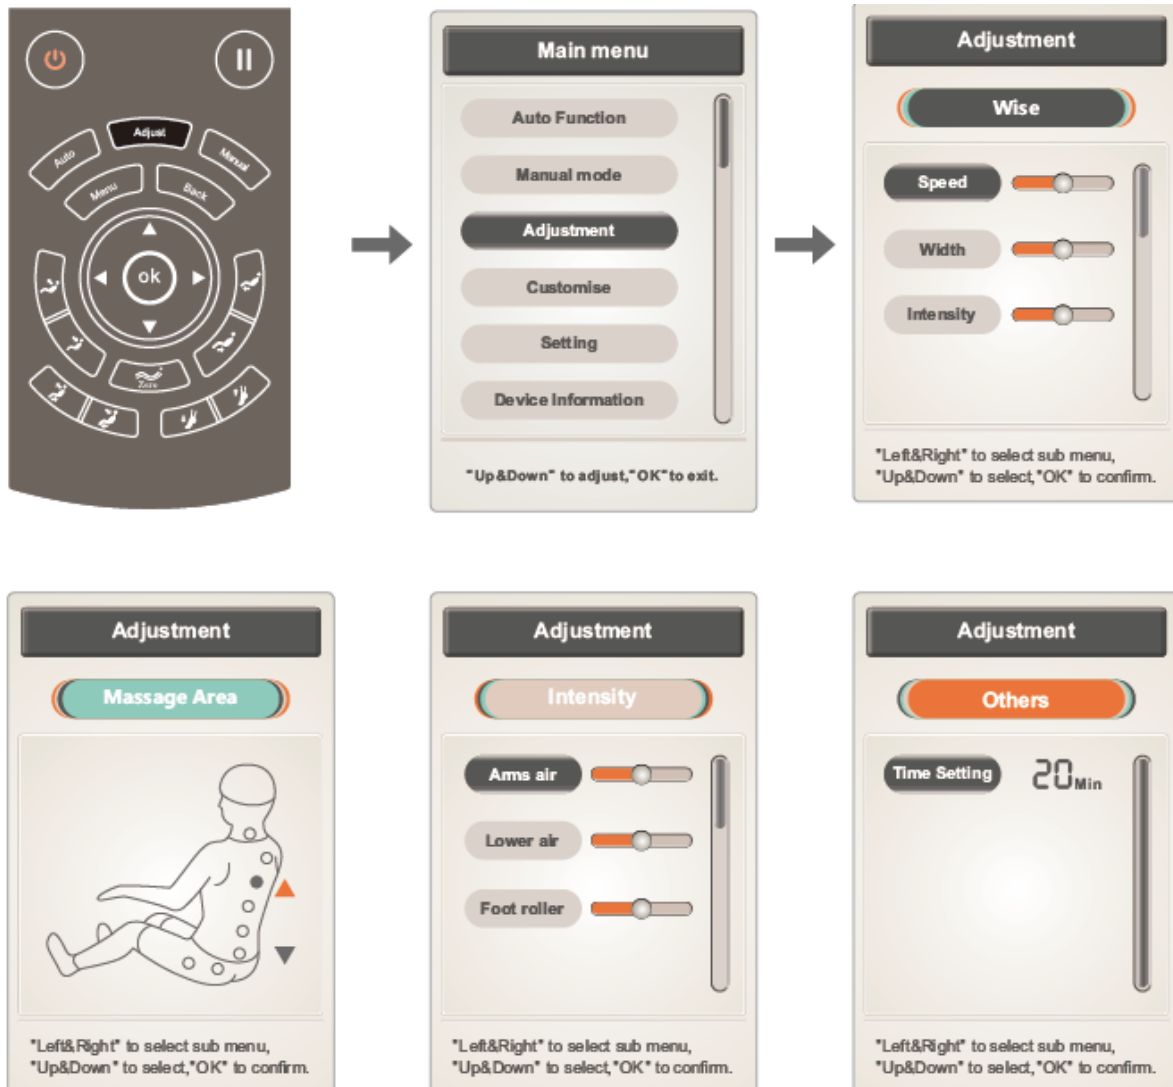 Adjust
Auto
Manual
Menu
Back
ok
Zero
Main menu
Auto Function
Manual mode
Adjustment
Customise
Setting
Device Information
"Up&Down" to adjust,"OK"to exit.
Adjustment
Wise
Speed
Width
Intensity
"Left&Right" to select sub menu,
"Up&Down" to select,"OK" to confirm.
Adjustment
Massage Area
"Left&Right" to select sub menu,
"Up&Down" to select,"OK" to confirm.
Adjustment
Intensity
Arms air
Lower air
Foot roller
"Left&Right" to select sub menu,
"Up&Down" to select,"OK" to confirm.
Adjustment
Others
Time Setting 20Min
"Left&Right" to select sub menu,
"Up&Down" to select,"OK" to confirm.